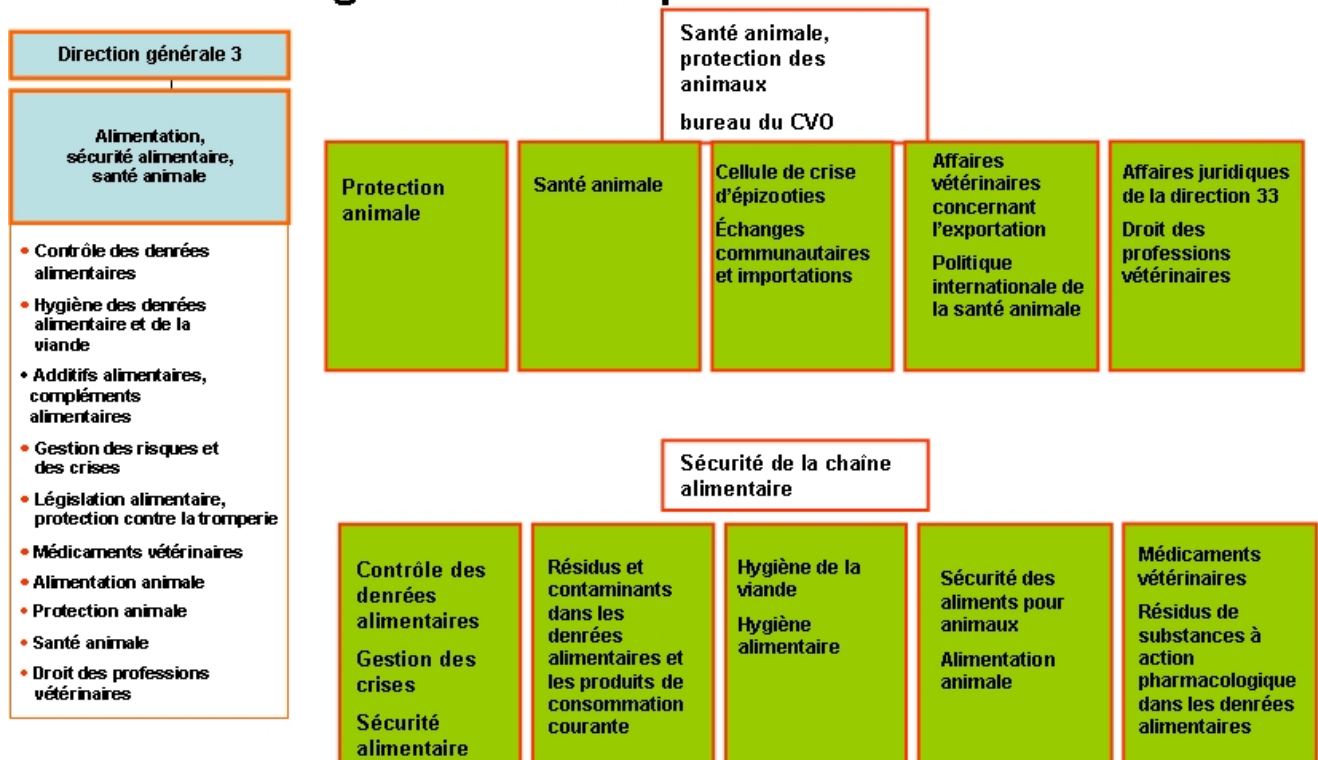 Direction générale 3
Alimentation,
sécurité alimentaire,
santé animale
• Contrôle des denrées
alimentaires
• Hygiène des denrées
alimentaire et de la
viande
• Additifs alimentaires,
compléments
alimentaires
• Gestion des risques et
des crises
• Législation alimentaire,
protection contre la tromperie
• Médicaments vétérinaires
• Alimentation animale
• Protection animale
• Santé animale
• Droit des professions
vétérinaires
Santé animale,
protection des
animaux
bureau du CVO
Protection
animale
Santé animale
Cellule de crise
d'épizooties
Échanges
communautaires
et importations
Affaires
vétérinaires
concernant
l'exportation
Politique
internationale de
la santé animale
Affaires juridiques
de la direction 33
Droit des
professions
vétérinaires
Sécurité de la chaîne
alimentaire
Contrôle des
denrées
alimentaires
Gestion des
crises
Sécurité
alimentaire
Résidus et
contaminants
dans les
denrées
alimentaires et
les produits de
consommation
courante
Hygiène de la
viande
Hygiène
alimentaire
Sécurité des
aliments pour
animaux
Alimentation
animale
Médicaments
vétérinaires
Résidus de
substances à
action
pharmacologique
dans les denrées
alimentaires